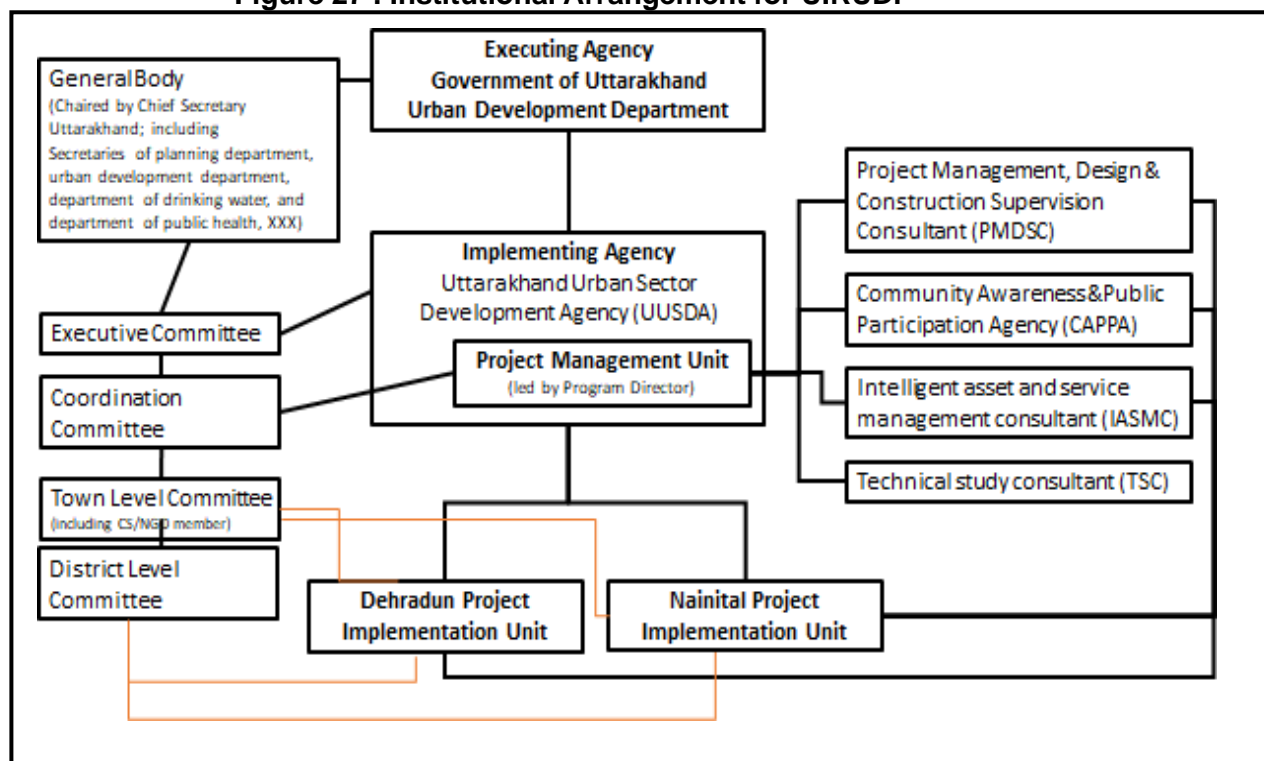 Figure 27 : Institutional Arrangement for UIRUDP
Executing Agency
Government of Uttarakhand
Urban Development Department
General Body
(Chaired by Chief Secretary
Uttarakhand; including
Secretaries of planning department,
urban development department,
department of drinking water, and
department of public health, XXX)
Implementing Agency
Uttarakhand Urban Sector
Development Agency (UUSDA)
Project Management Unit
(led by Program Director)
Executive Committee
Coordination
Committee
Town Level Committee
(including CS/NGO member)
District Level
Committee
Project Management, Design &
Construction Supervision
Consultant (PMDSC)
Community Awareness&Public
Participation Agency (CAPPA)
Intelligent asset and service
management consultant (IASMC)
Technical study consultant (TSC)
Dehradun Project
Implementation Unit
Nainital Project
Implementation Unit